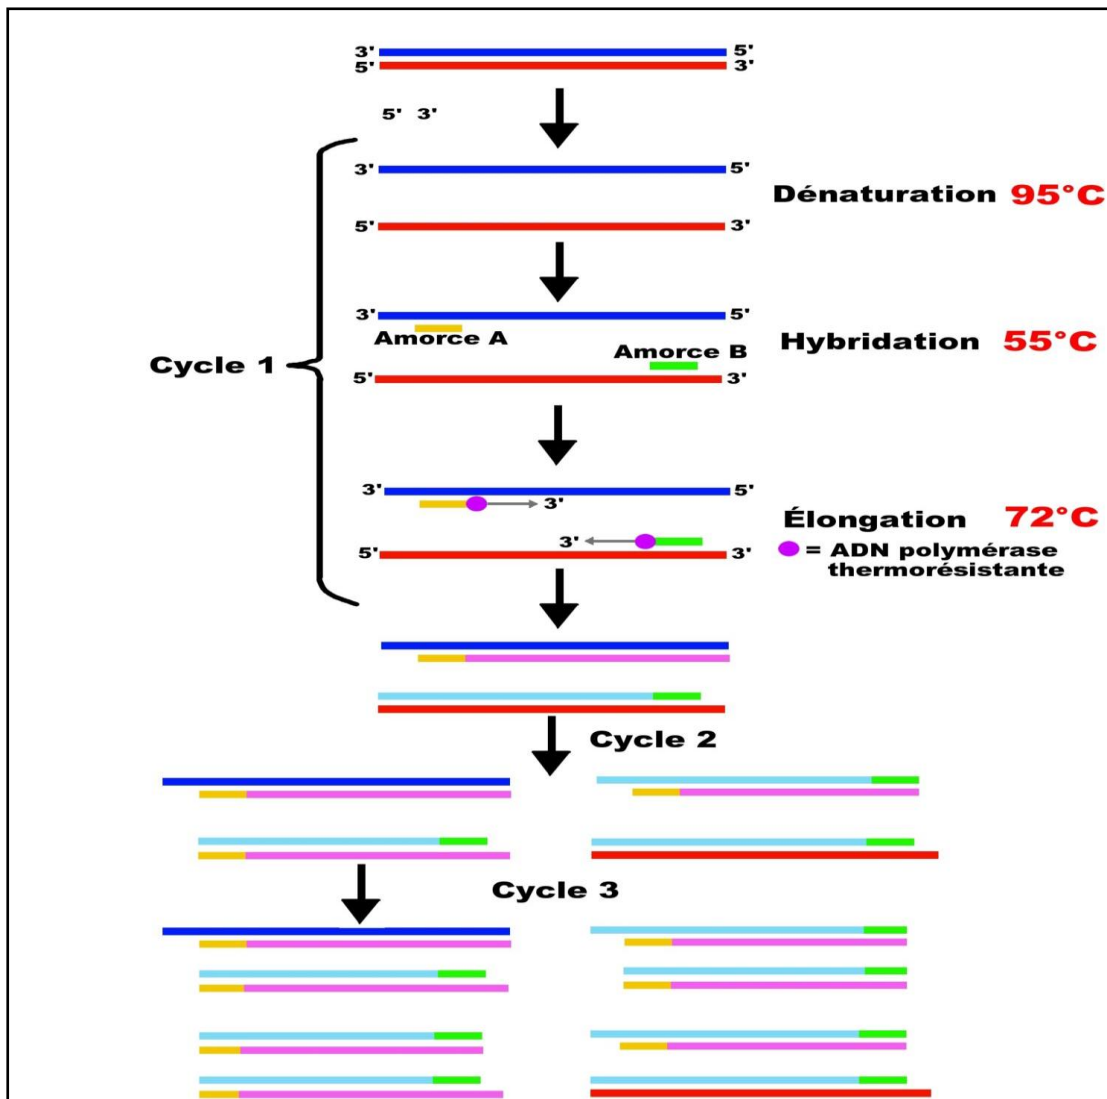 3' 5'
5' 3'
5' 3'
3' 5'
Dénaturation 95°C
5' 3'
3' 5'
Amorce A
Hybridation 55°C
Amorce B
Cycle 1
5' 3'
3' 5'
3'
Élongation 72°C
3'
= ADN polymérase
5' 3'
thermorésistante
Cycle 2
Cycle 3